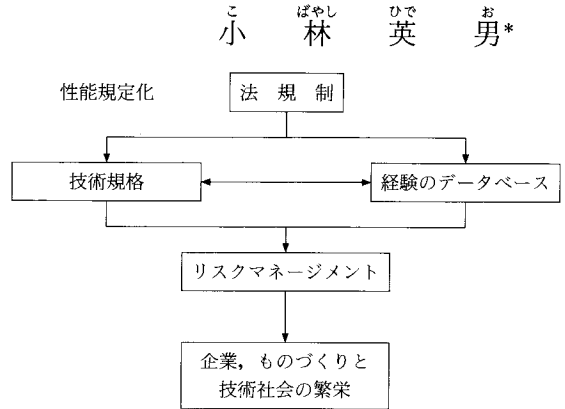 こ ばやし ひで お
小 林 英 男*
性能規定化
法 規 制
技術規格
経験のデータベース
リスクマネージメント
企業，ものづくりと
技術社会の繁栄